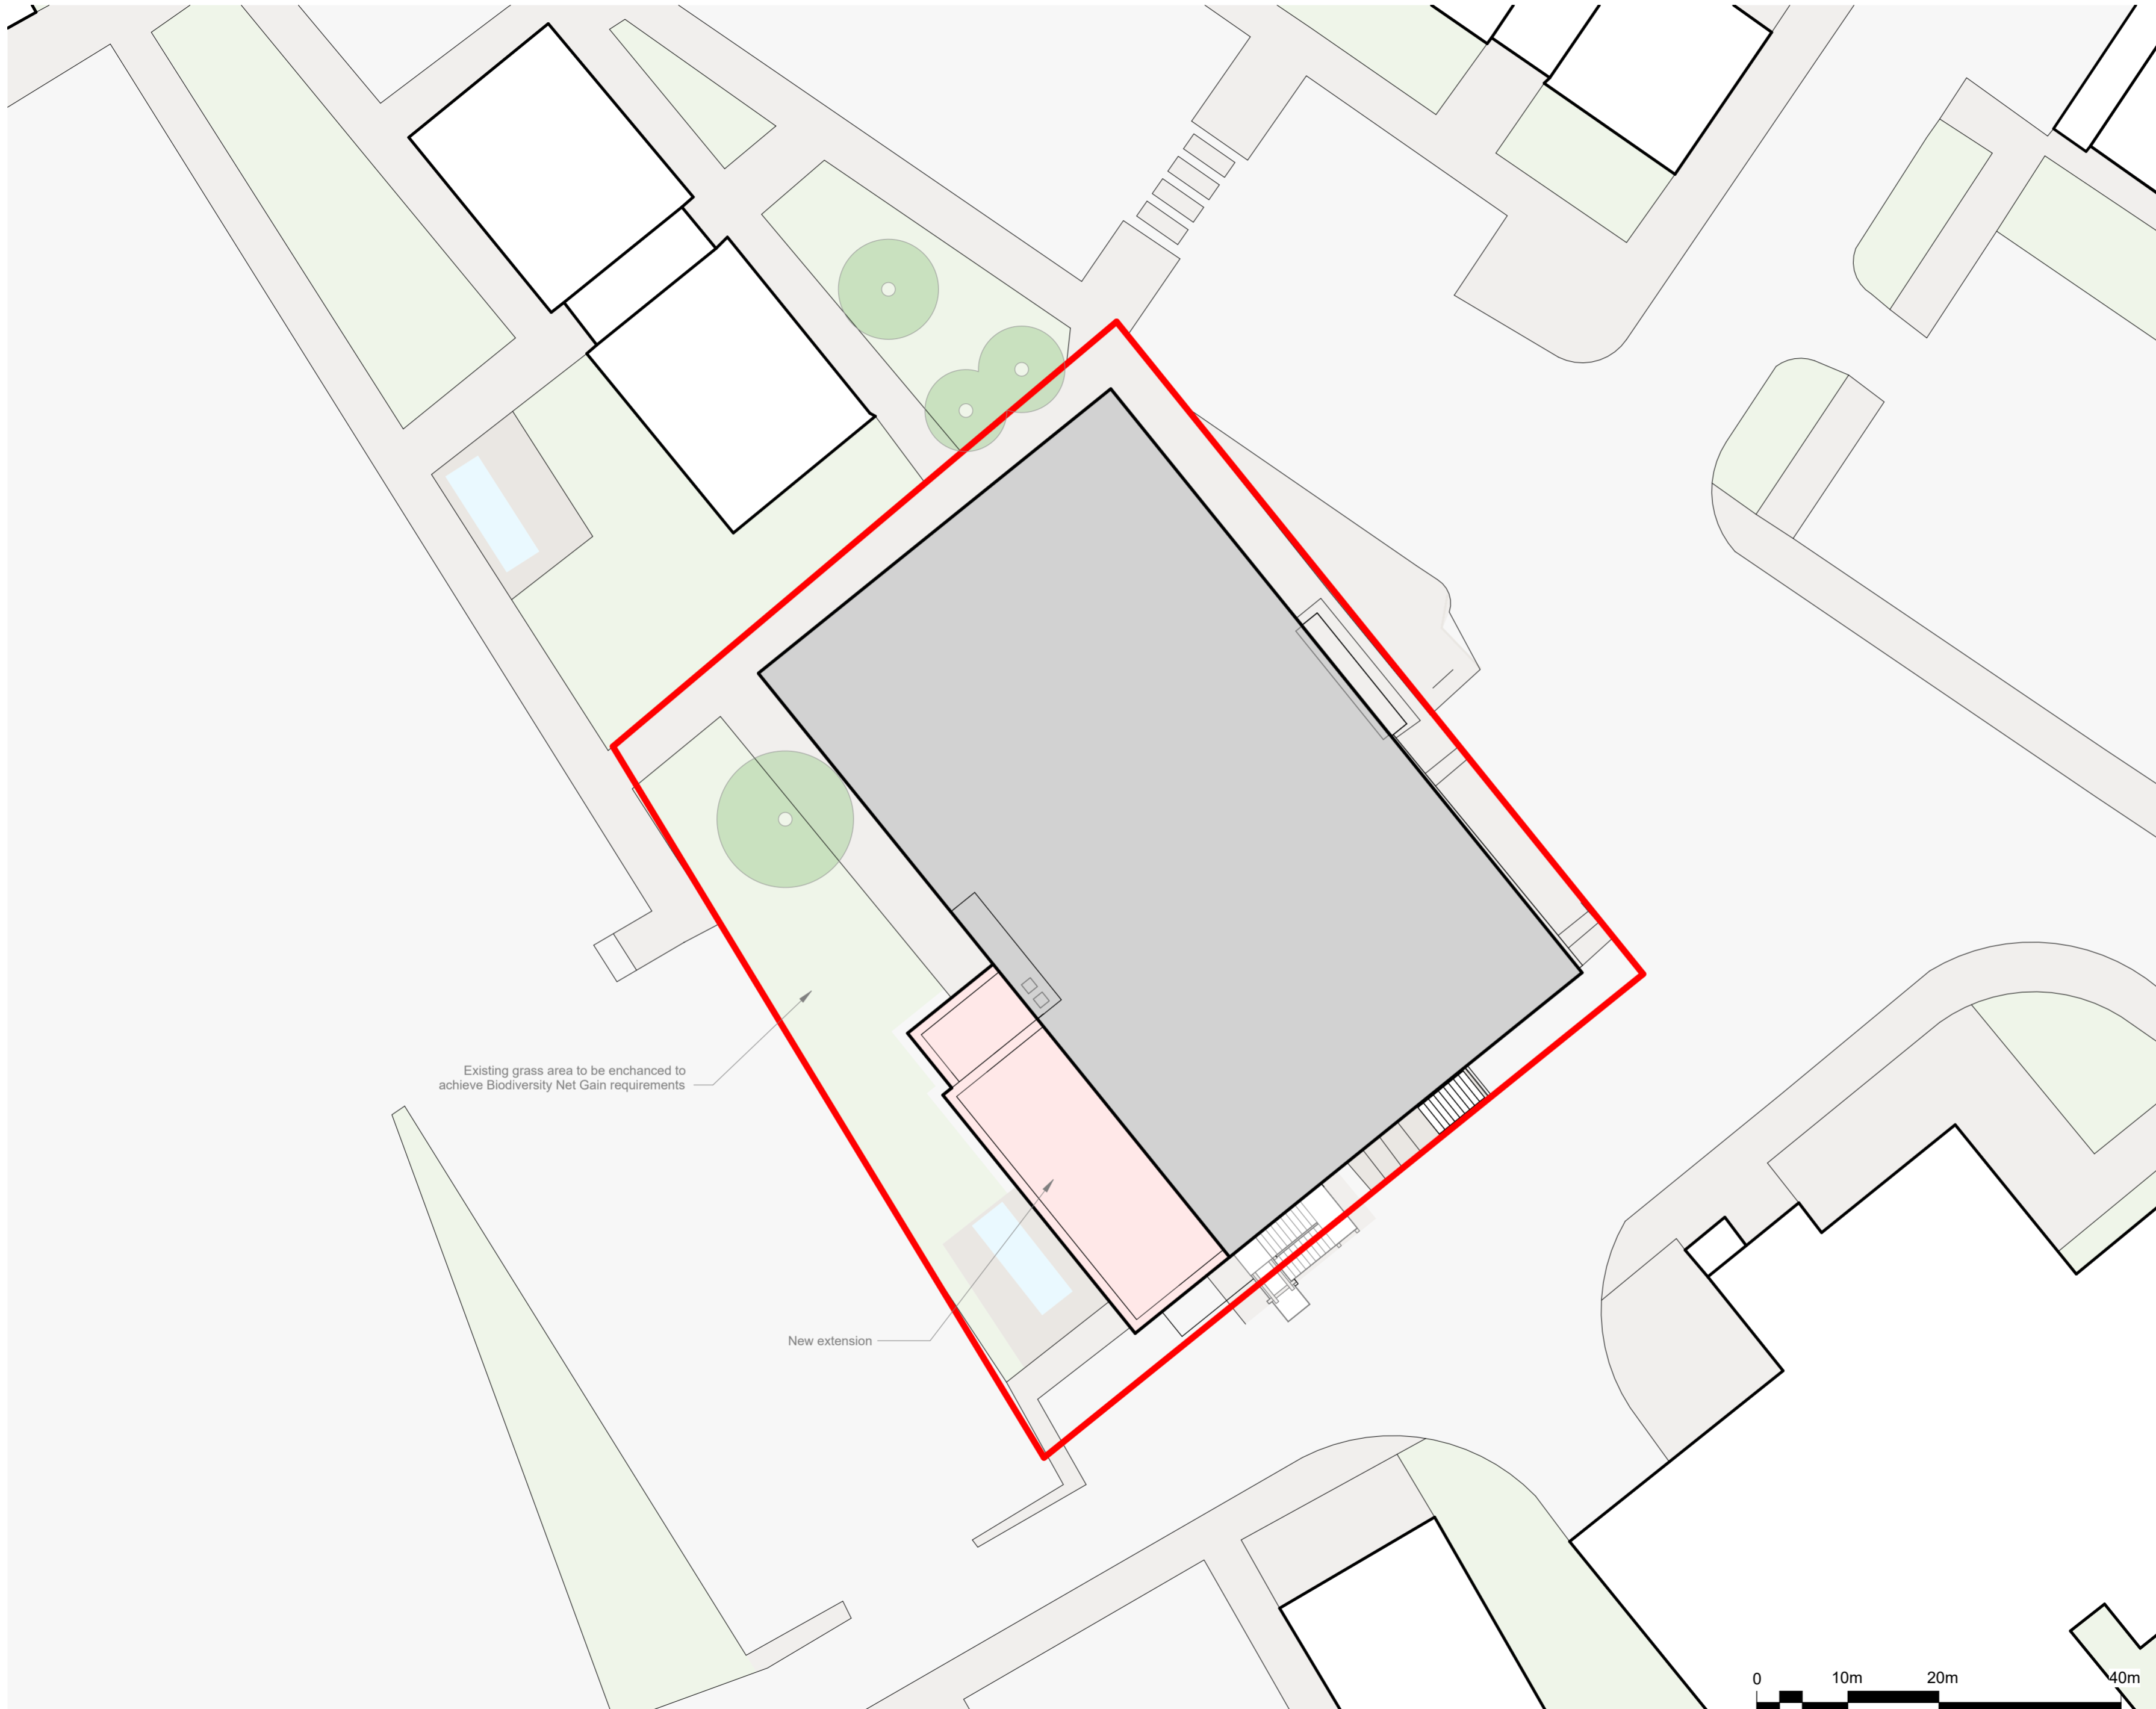 Existing grass area to be enchanced to
achieve Biodiversity Net Gain requirements
New extension
0 10m 20m 40m